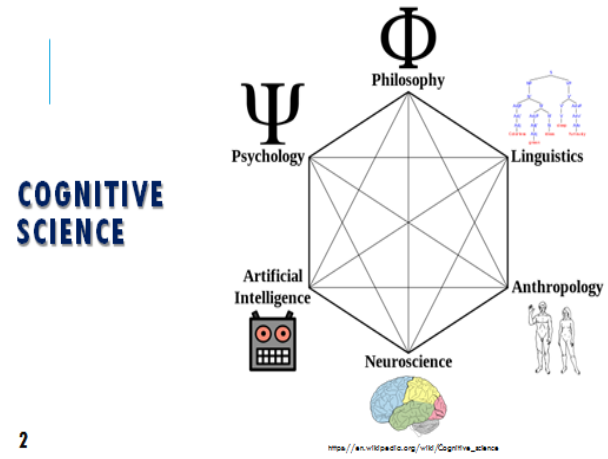 Φ
Philosophy
Ψ
Psychology
Linguistics
COGNITIVE
SCIENCE
Artificial
Intelligence
Anthropology
Neuroscience
2
https://en.wikipedia.org/wiki/Cognitive_science